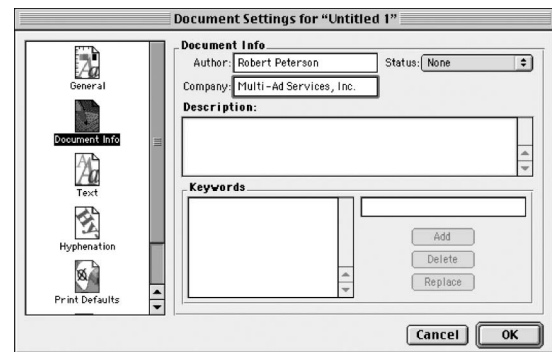 Document Settings for “Untitled 1”
General
Document Info
Text
Hyphenation
Print Defaults
Document Info
Author: Robert Peterson
Status: None
Company: Multi-Ad Services, Inc.
Description:
Keywords
Add
Delete
Replace
Cancel
OK